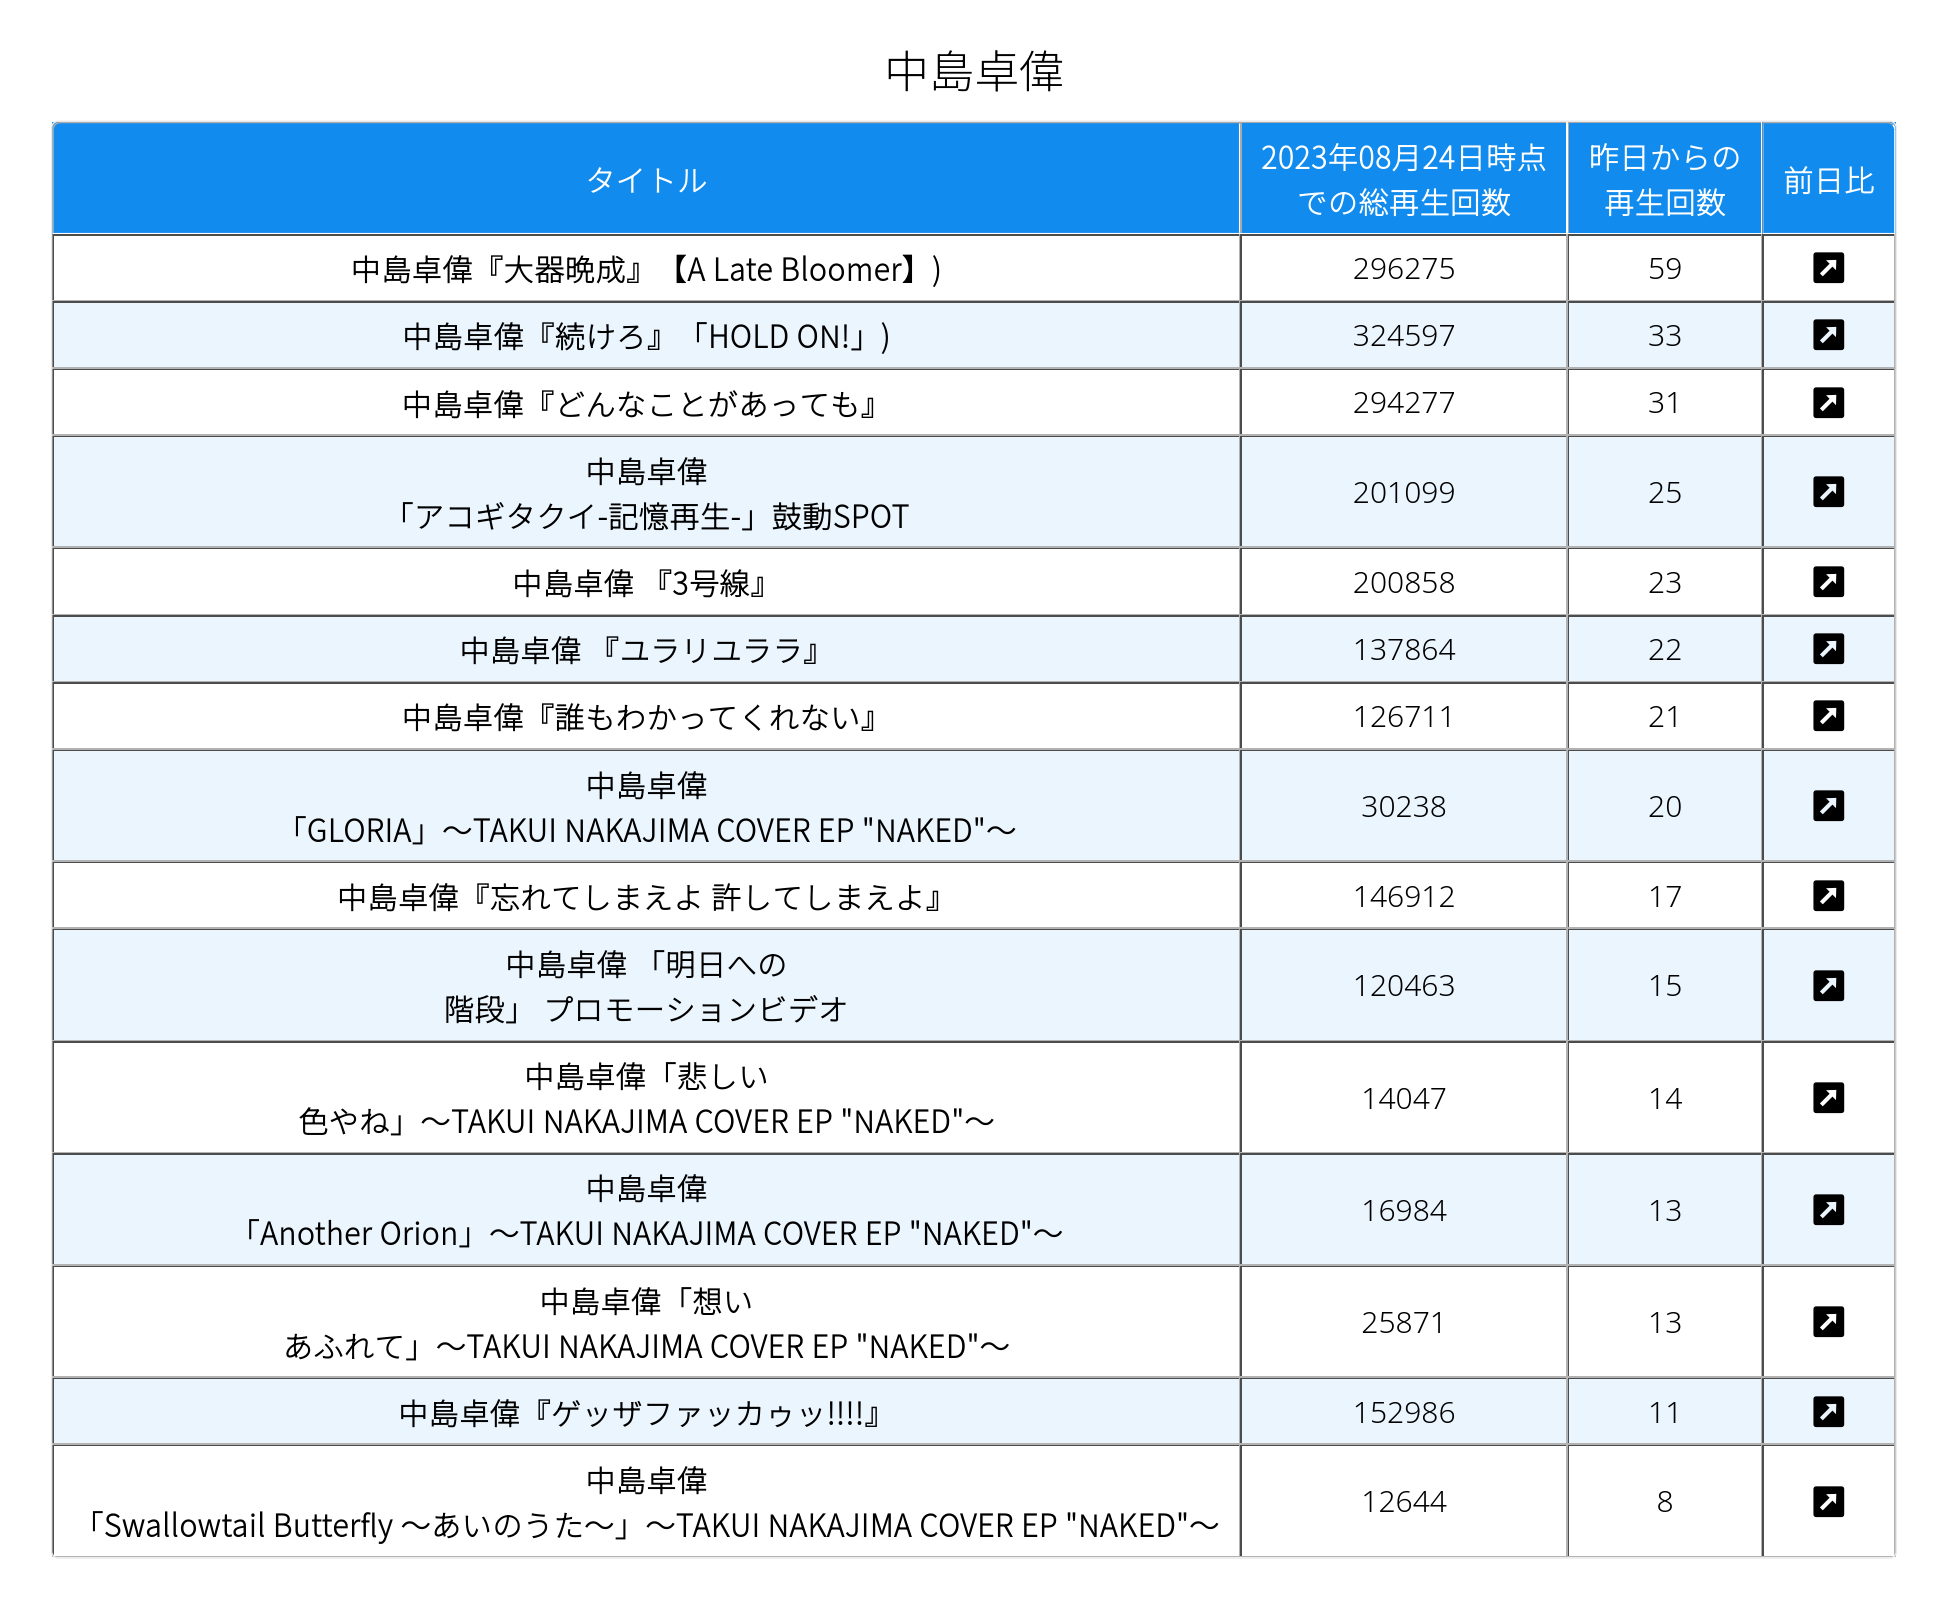 中島卓偉
タイトル
2023年08月24日時点
での総再生回数
昨日からの
再生回数
前日比
中島卓偉『大器晩成』【A Late Bloomer】) 296275 59
中島卓偉『続けろ』「HOLD ON!」) 324597 33
中島卓偉『どんなことがあっても』 294277 31
中島卓偉
「アコギタクイ-記憶再生-」鼓動SPOT 201099 25
中島卓偉 『3号線』 200858 23
中島卓偉 『ユラリユララ』 137864 22
中島卓偉『誰もわかってくれない』 126711 21
中島卓偉
「GLORIA」～TAKUI NAKAJIMA COVER EP "NAKED"～ 30238 20
中島卓偉『忘れてしまえよ 許してしまえよ』 146912 17
中島卓偉 「明日への
階段」 プロモーションビデオ 120463 15
中島卓偉「悲しい
色やね」～TAKUI NAKAJIMA COVER EP "NAKED"～ 14047 14
中島卓偉
「Another Orion」～TAKUI NAKAJIMA COVER EP "NAKED"～ 16984 13
中島卓偉「想い
あふれて」～TAKUI NAKAJIMA COVER EP "NAKED"～ 25871 13
中島卓偉『ゲッザファッカゥッ!!!!』 152986 11
中島卓偉
「Swallowtail Butterfly ～あいのうた～」～TAKUI NAKAJIMA COVER EP "NAKED"～ 12644 8